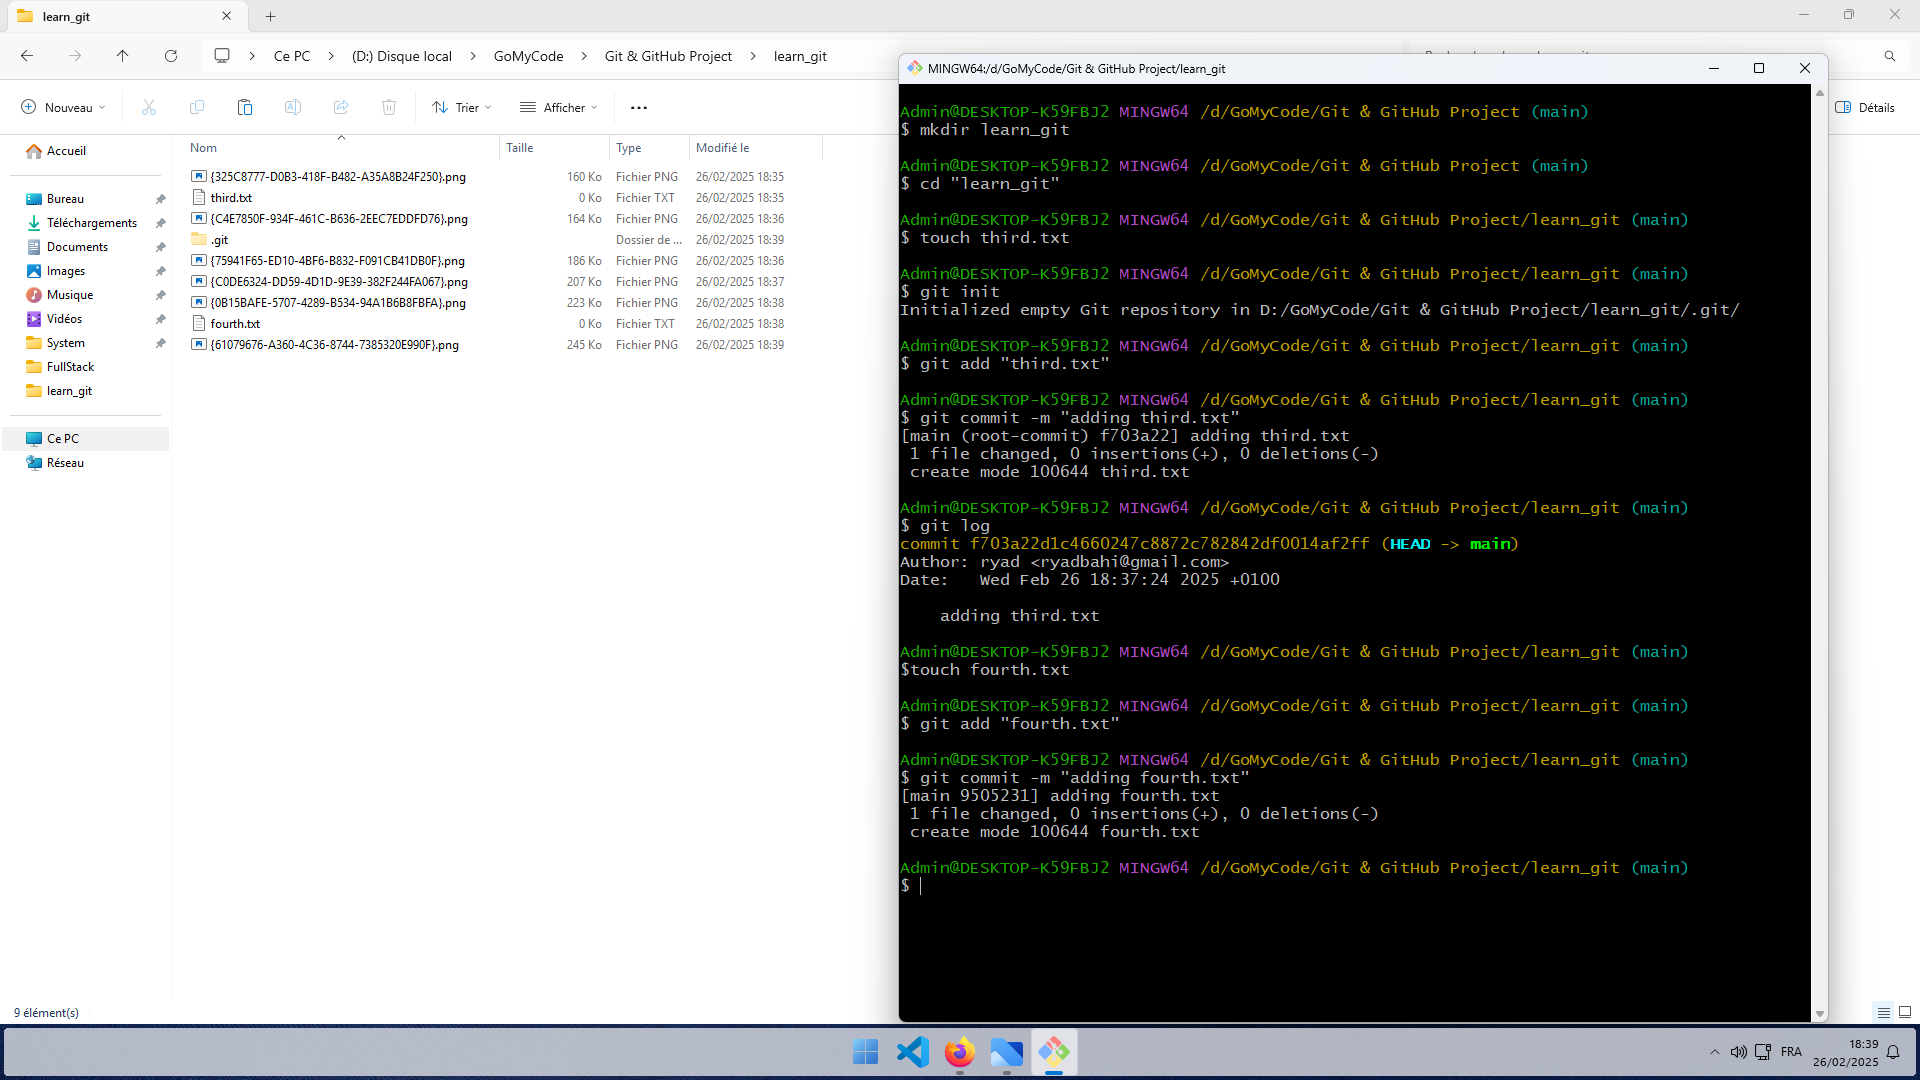 learn_git
Ce PC
(D:) Disque local
GoMyCode
Git & GitHub Project
learn_git
Nouveau
Trier
Afficher
Détails
Accueil
Bureau
Téléchargements
Documents
Images
Musique
Vidéos
System
FullStack
learn_git
Ce PC
Réseau
Nom Taille Type Modifié le
{325C8777-D0B3-418F-B482-A35A8B24F250}.png 160 Ko Fichier PNG 26/02/2025 18:35
third.txt 0 Ko Fichier TXT 26/02/2025 18:35
{C4E7850F-934F-461C-B636-2EEC7EDDFD76}.png 164 Ko Fichier PNG 26/02/2025 18:36
.git Dossier de ... 26/02/2025 18:39
{75941F65-ED10-4BF6-B832-F091CB41DB0F}.png 186 Ko Fichier PNG 26/02/2025 18:36
{C0DE6324-DD59-4D1D-9E39-382F244FA067}.png 207 Ko Fichier PNG 26/02/2025 18:37
{0B15BAFE-5707-4289-B534-94A1B6B8FBFA}.png 223 Ko Fichier PNG 26/02/2025 18:38
fourth.txt 0 Ko Fichier TXT 26/02/2025 18:38
{61079676-A360-4C36-8744-7385320E990F}.png 245 Ko Fichier PNG 26/02/2025 18:39
9 élément(s)
MINGW64:/d/GoMyCode/Git & GitHub Project/learn_git
Admin@DESKTOP-K59FBJ2 MINGW64 /d/GoMyCode/Git & GitHub Project (main)
$ mkdir learn_git
Admin@DESKTOP-K59FBJ2 MINGW64 /d/GoMyCode/Git & GitHub Project (main)
$ cd "learn_git"
Admin@DESKTOP-K59FBJ2 MINGW64 /d/GoMyCode/Git & GitHub Project/learn_git (main)
$ touch third.txt
Admin@DESKTOP-K59FBJ2 MINGW64 /d/GoMyCode/Git & GitHub Project/learn_git (main)
$ git init
Initialized empty Git repository in D:/GoMyCode/Git & GitHub Project/learn_git/.git/
Admin@DESKTOP-K59FBJ2 MINGW64 /d/GoMyCode/Git & GitHub Project/learn_git (main)
$ git add "third.txt"
Admin@DESKTOP-K59FBJ2 MINGW64 /d/GoMyCode/Git & GitHub Project/learn_git (main)
$ git commit -m "adding third.txt"
[main (root-commit) f703a22] adding third.txt
1 file changed, 0 insertions(+), 0 deletions(-)
create mode 100644 third.txt
Admin@DESKTOP-K59FBJ2 MINGW64 /d/GoMyCode/Git & GitHub Project/learn_git (main)
$ git log
commit f703a22d1c4660247c8872c782842df0014af2ff (HEAD -> main)
Author: ryad <ryadbahi@gmail.com>
Date: Wed Feb 26 18:37:24 2025 +0100
adding third.txt
Admin@DESKTOP-K59FBJ2 MINGW64 /d/GoMyCode/Git & GitHub Project/learn_git (main)
$touch fourth.txt
Admin@DESKTOP-K59FBJ2 MINGW64 /d/GoMyCode/Git & GitHub Project/learn_git (main)
$ git add "fourth.txt"
Admin@DESKTOP-K59FBJ2 MINGW64 /d/GoMyCode/Git & GitHub Project/learn_git (main)
$ git commit -m "adding fourth.txt"
[main 9505231] adding fourth.txt
1 file changed, 0 insertions(+), 0 deletions(-)
create mode 100644 fourth.txt
Admin@DESKTOP-K59FBJ2 MINGW64 /d/GoMyCode/Git & GitHub Project/learn_git (main)
$
FRA
18:39
26/02/2025